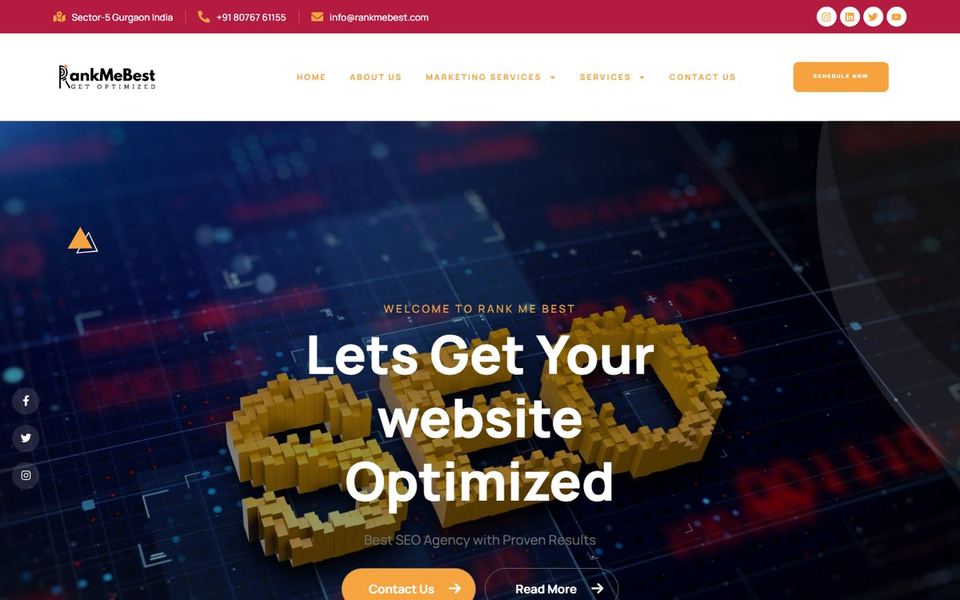 Sector-5 Gurgaon India
+91 80767 61155
info@rankmebest.com
RankMeBest
GET OPTIMIZED
HOME
ABOUT US
MARKETING SERVICES
SERVICES
CONTACT US
SCHEDULE NOW
WELCOME TO RANK ME BEST
Lets Get Your
website
Optimized
SEO
Best SEO Agency with Proven Results
Contact Us
Read More